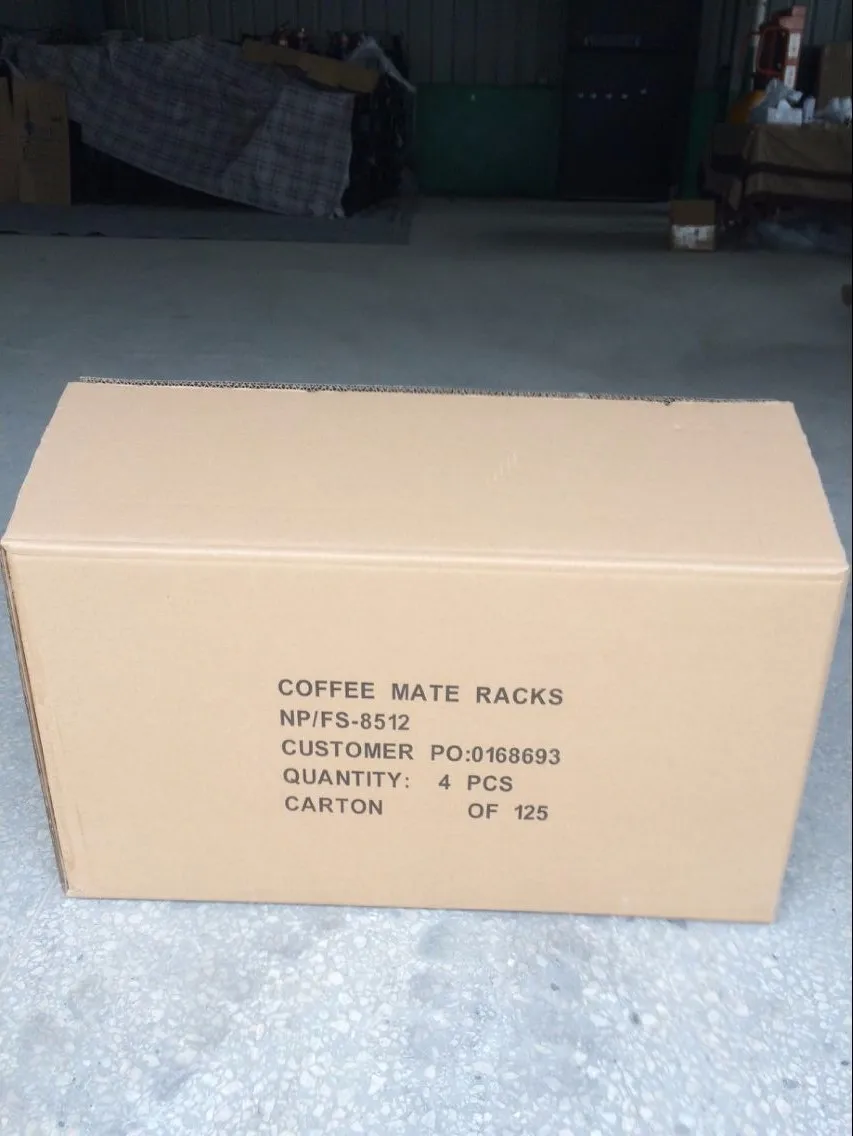 COFFEE MATE RACKS
NP/FS-8512
CUSTOMER PO:0168693
QUANTITY: 4 PCS
CARTON OF 125